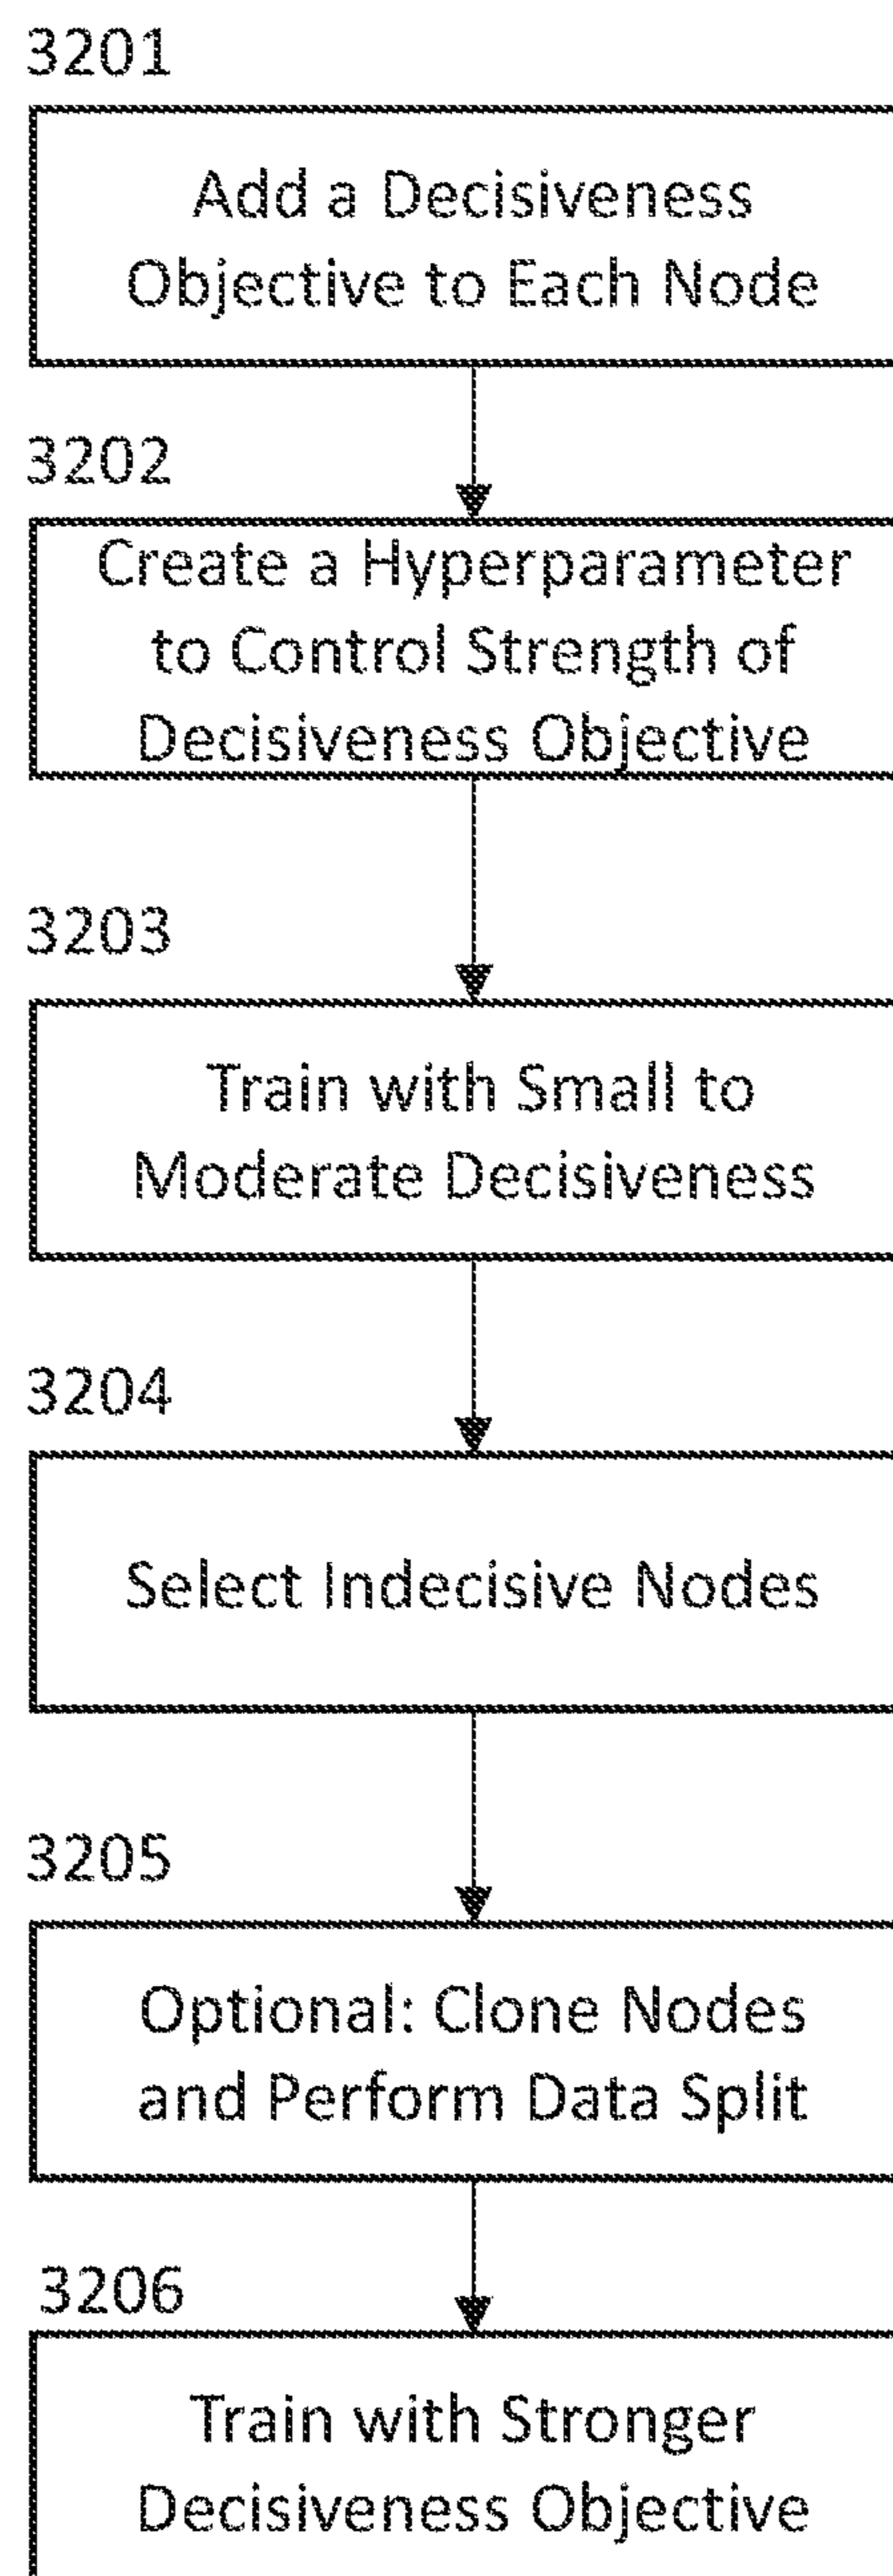 3201
Add a Decisiveness
Objective to Each Node
3202
Create a Hyperparameter
to Control Strength of
Decisiveness Objective
3203
Train with Small to
Moderate Decisiveness
3204
Select Indecisive Nodes
3205
Optional: Clone Nodes
and Perform Data Split
3206
Train with Stronger
Decisiveness Objective